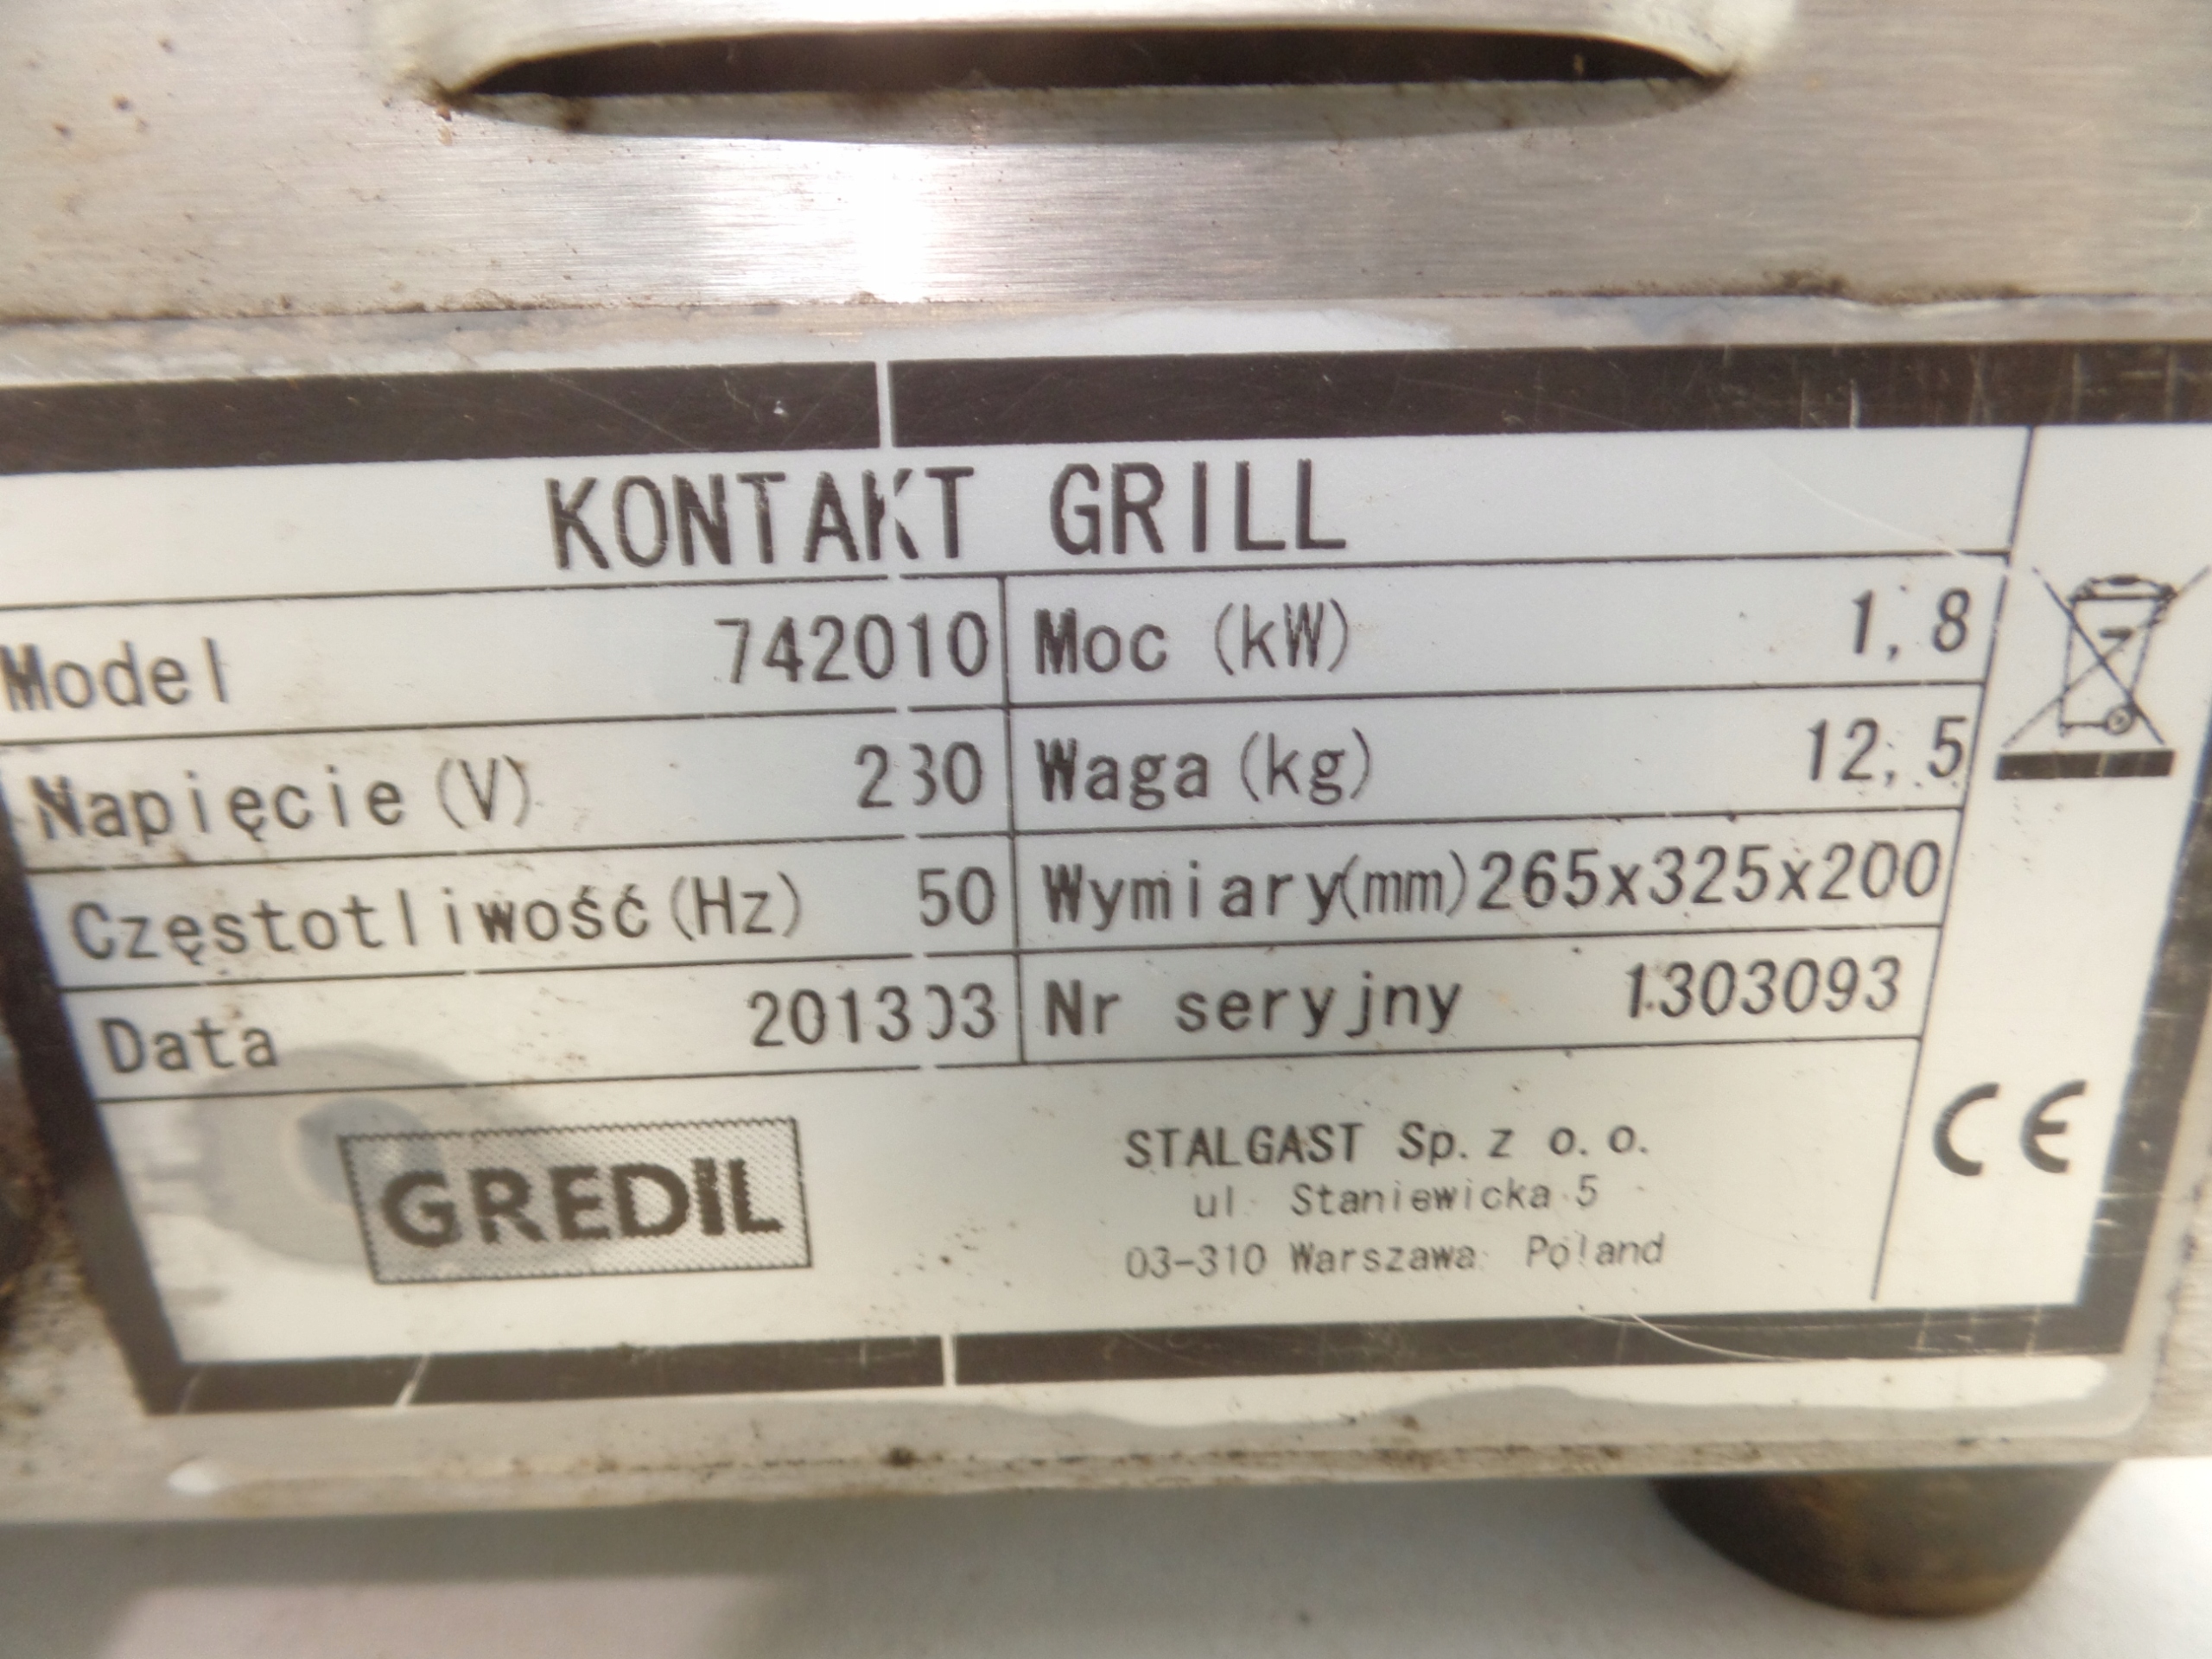 KONTAKT GRILL
Model 742010 Moc (kW) 1,8
Napięcie (V) 230 Waga (kg) 12,5
Częstotliwość (Hz) 50 Wymiary(mm) 265x325x200
Data 201303 Nr seryjny 1303093
GREDIL
STALGAST Sp. z o. o.
ul. Staniewicka 5
03-310 Warszawa Poland
CE